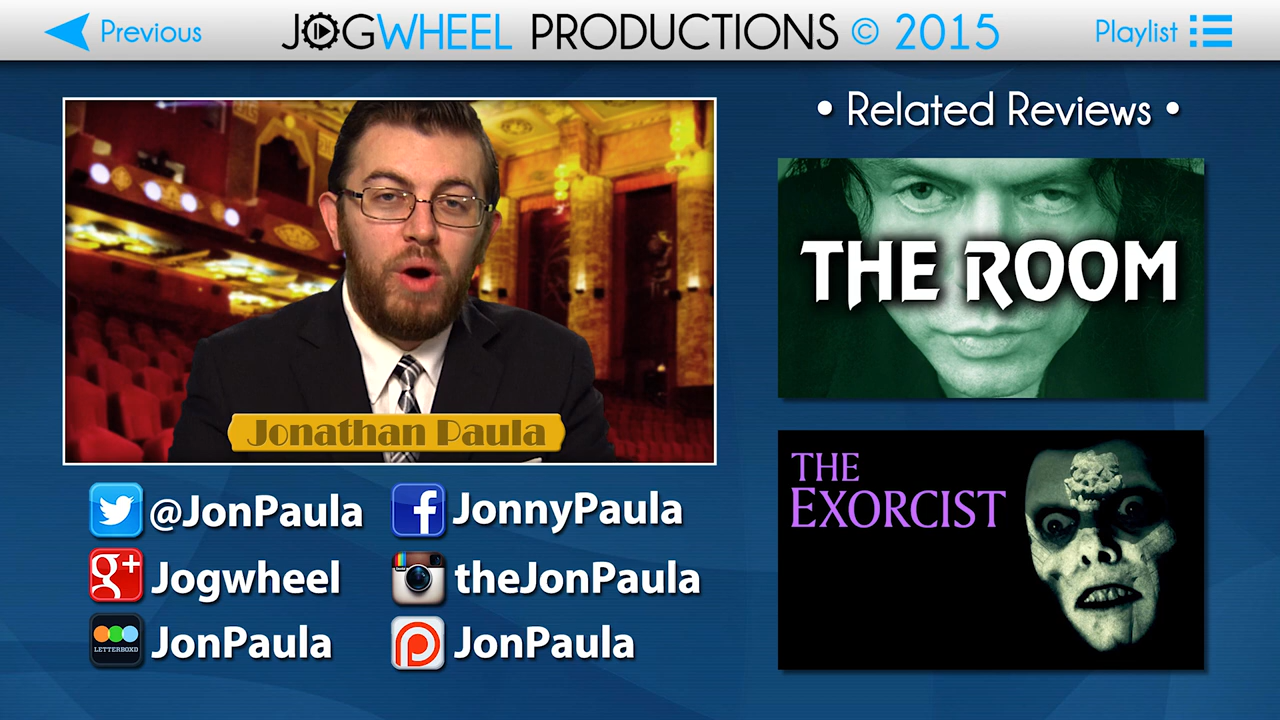 Previous
JOGWHEEL PRODUCTIONS © 2015
Playlist
• Related Reviews •
THE ROOM
Jonathan Paula
THE
EXORCIST
@JonPaula
JonnyPaula
g+ Jogwheel
theJonPaula
LETTERBOXD
JonPaula
JonPaula